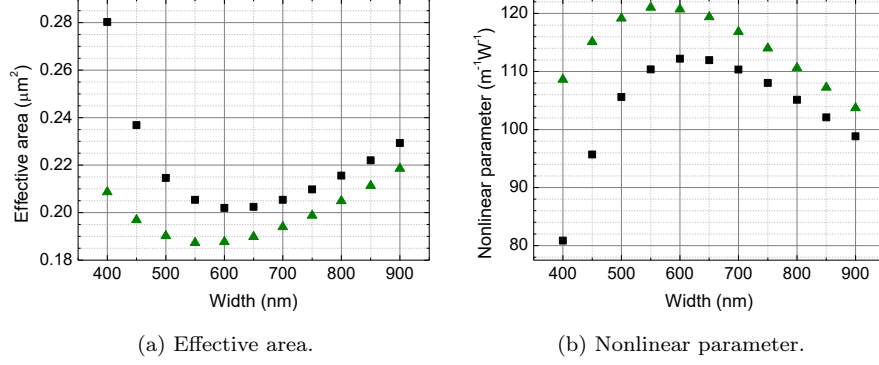 0.28
0.26
0.24
0.22
0.20
0.18
Effective area (μm²)
400 500 600 700 800 900
Width (nm)
(a) Effective area.
120
110
100
90
80
Nonlinear parameter (m⁻¹W⁻¹)
400 500 600 700 800 900
Width (nm)
(b) Nonlinear parameter.